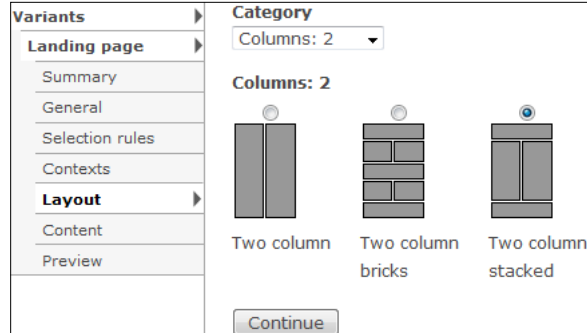 Variants
Landing page
Summary
General
Selection rules
Contexts
Layout
Content
Preview
Category
Columns: 2
Columns: 2
Two column
Two column
bricks
Two column
stacked
Continue